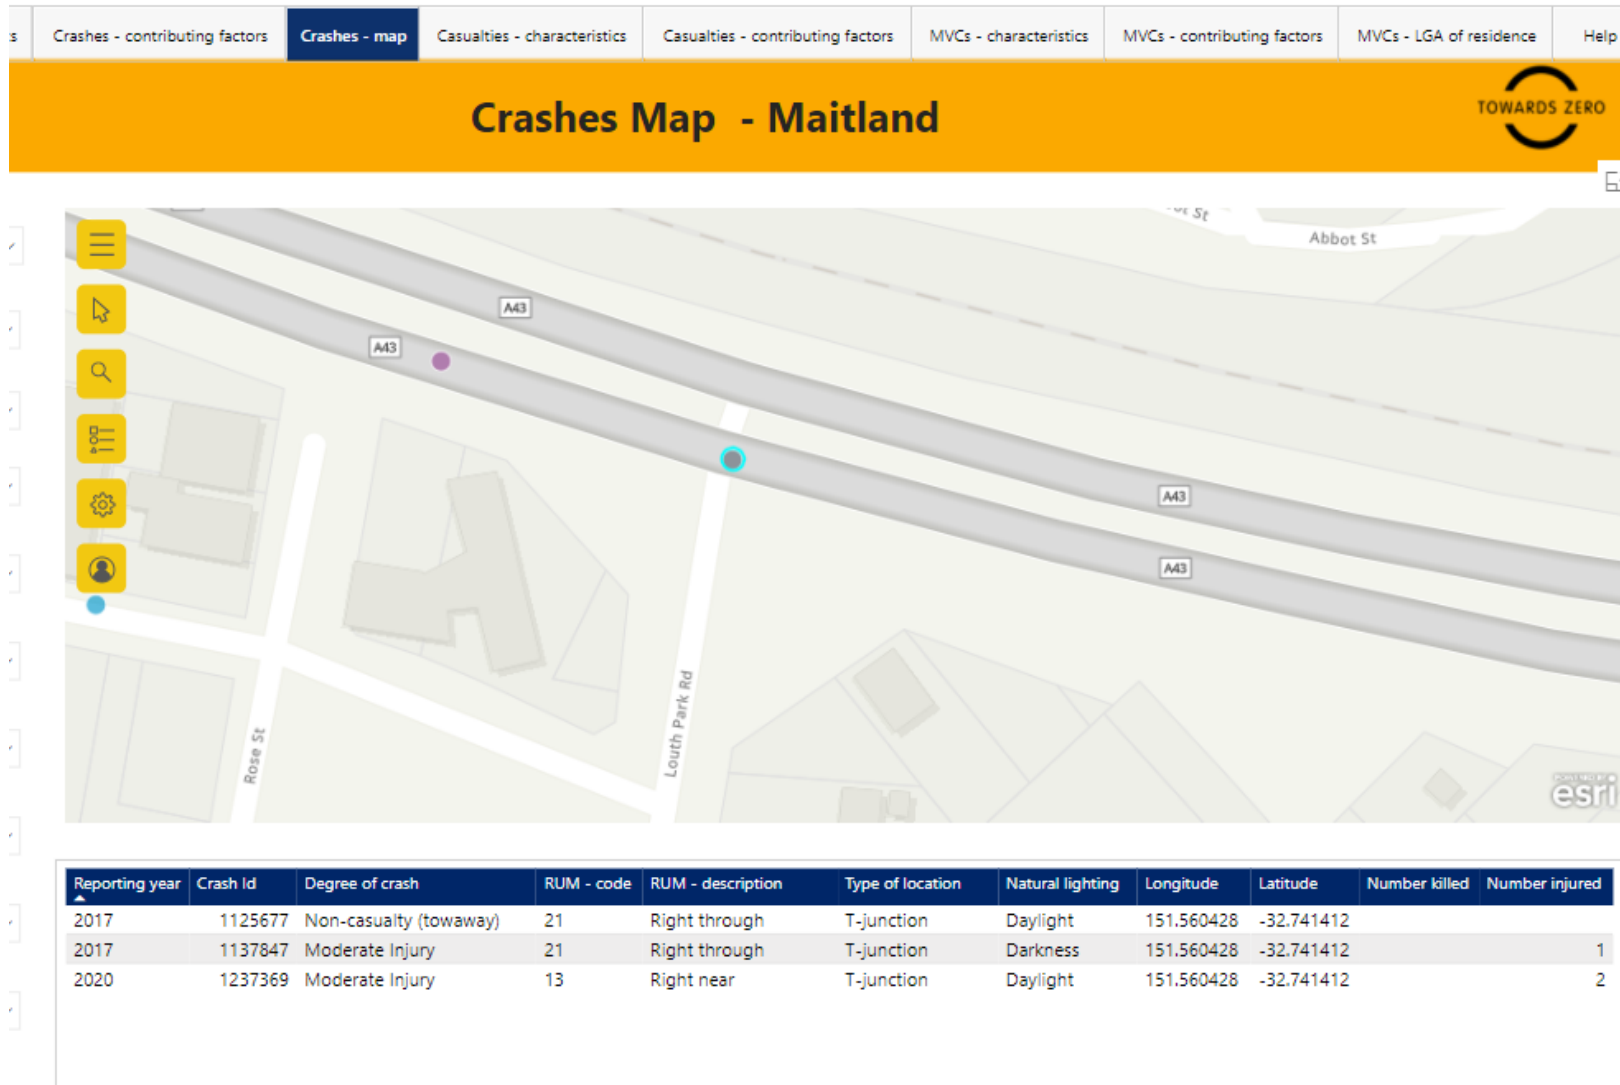 Crashes - contributing factors Crashes - map Casualties - characteristics Casualties - contributing factors MVCs - characteristics MVCs - contributing factors MVCs - LGA of residence Help
Crashes Map - Maitland
TOWARDS ZERO
St
Abbot St
A43
A43
A43
A43
Louth Park Rd
Rose St
POWERED BY
esri
Reporting year Crash Id Degree of crash RUM - code RUM - description Type of location Natural lighting Longitude Latitude Number killed Number injured
2017 1125677 Non-casualty (towaway) 21 Right through T-junction Daylight 151.560428 -32.741412
2017 1137847 Moderate Injury 21 Right through T-junction Darkness 151.560428 -32.741412 1
2020 1237369 Moderate Injury 13 Right near T-junction Daylight 151.560428 -32.741412 2